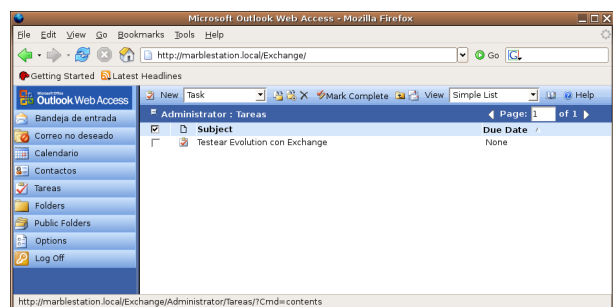 Microsoft Outlook Web Access - Mozilla Firefox
File Edit View Go Bookmarks Tools Help
http://marblestation.local/Exchange/ Go
Getting Started Latest Headlines
Microsoft Office
Outlook Web Access
New Task Mark Complete View Simple List Help
Administrator : Tareas Page: 1 of 1
Subject Due Date
Testear Evolution con Exchange None
Bandeja de entrada
Correo no deseado
Calendario
Contactos
Tareas
Folders
Public Folders
Options
Log Off
http://marblestation.local/Exchange/Administrator/Tareas/?Cmd=contents